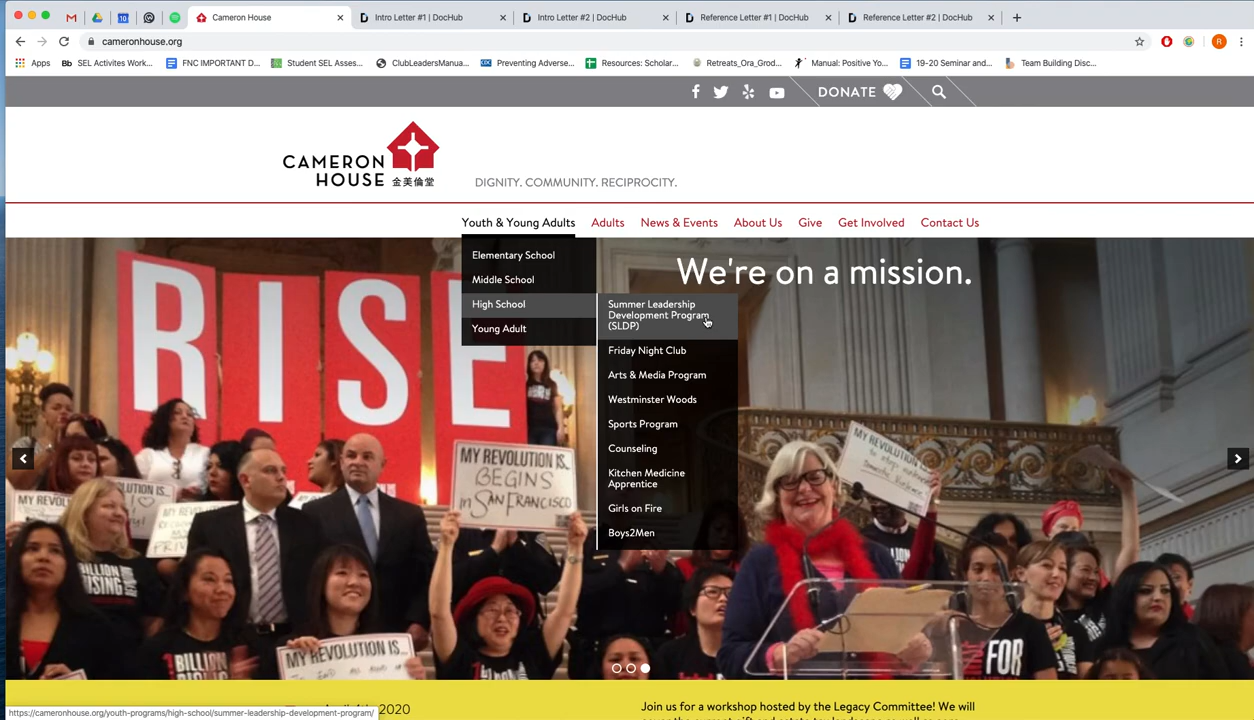 Cameron House
Intro Letter #1 | DocHub
Intro Letter #2 | DocHub
Reference Letter #1 | DocHub
Reference Letter #2 | DocHub
cameronhouse.org
R
Apps
Bb SEL Activites Work...
FNC IMPORTANT D...
Student SEL Asses...
ClubLeadersManua...
Preventing Adverse...
Resources: Scholar...
Retreats_Ora_Grod...
Manual: Positive Yo...
19-20 Seminar and...
Team Building Disc...
DONATE
CAMERON
HOUSE 金美倫堂
DIGNITY. COMMUNITY. RECIPROCITY.
Youth & Young Adults
Adults
News & Events
About Us
Give
Get Involved
Contact Us
Elementary School
Middle School
High School
Young Adult
Summer Leadership
Development Program
(SLDP)
Friday Night Club
Arts & Media Program
Westminster Woods
Sports Program
Counseling
Kitchen Medicine
Apprentice
Girls on Fire
Boys2Men
We're on a mission.
RISE
MY REVOLUTION IS...
BEGINS
IN SAN FRANCISCO
MY REVOLUTION IS...
MY REVOLUTION IS...
1 BILLION
FOR
2020
Join us for a workshop hosted by the Legacy Committee! We will
https://cameronhouse.org/youth-programs/high-school/summer-leadership-development-program/